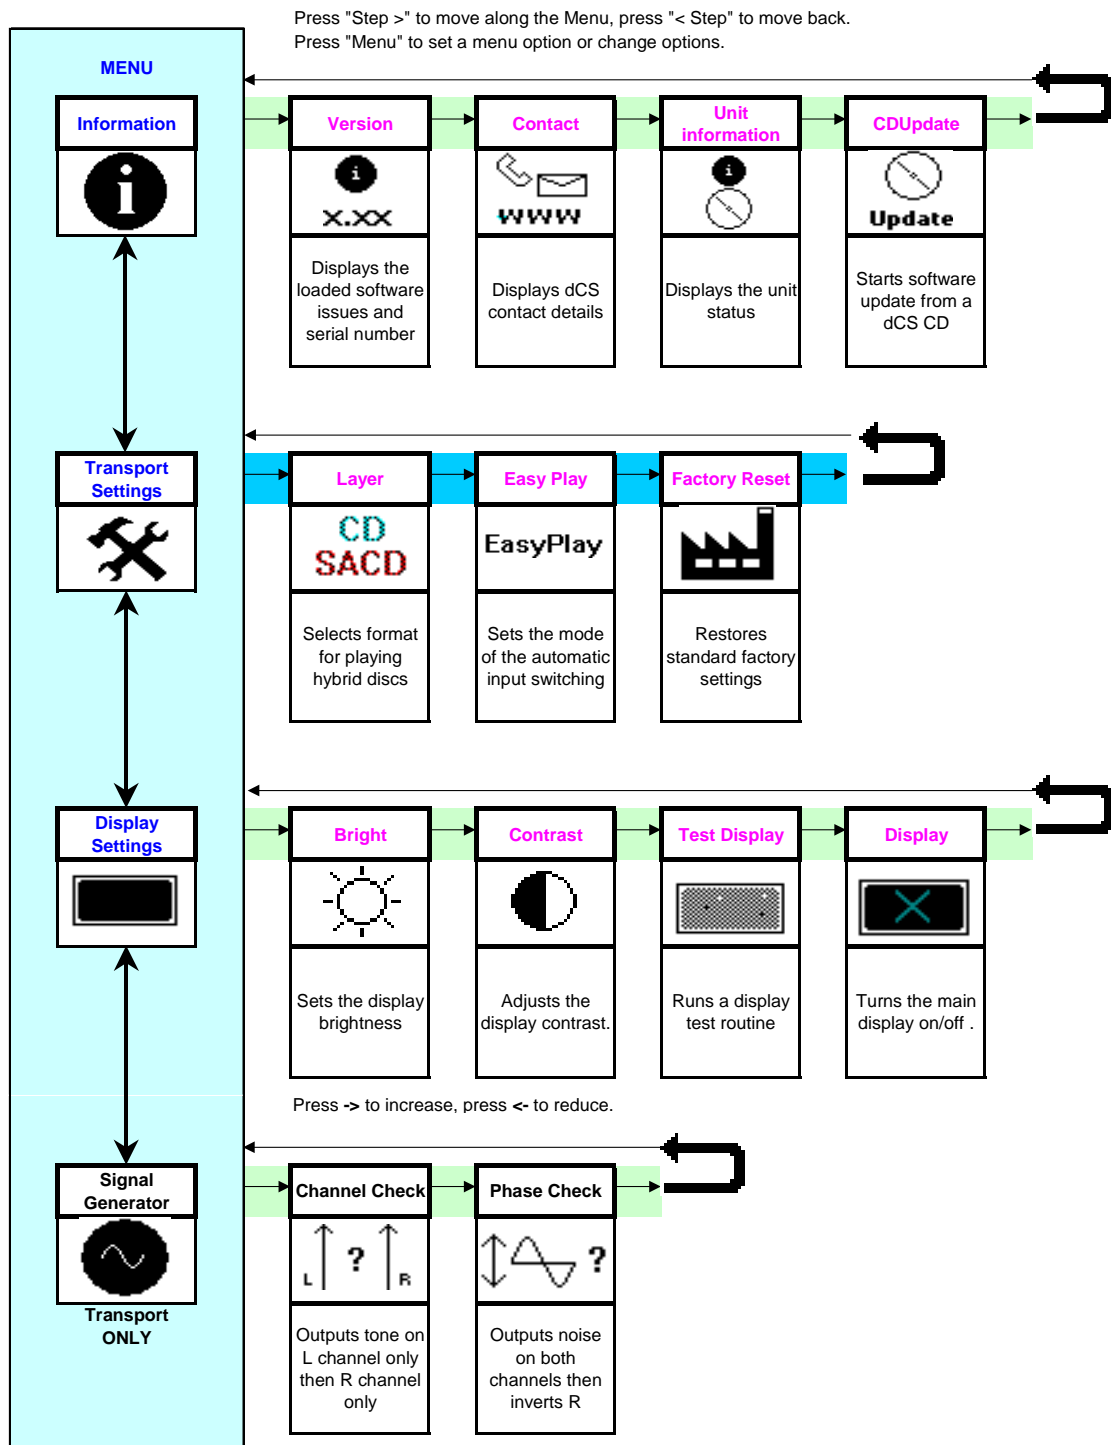 Press "Step >" to move along the Menu, press "< Step" to move back.
Press "Menu" to set a menu option or change options.
MENU
Information
Version
Contact
Unit
information
CDUpdate
i
i
x.xx
www
i
Update
Displays the
loaded software
issues and
serial number
Displays dCS
contact details
Displays the unit
status
Starts software
update from a
dCS CD
Transport
Settings
Layer
Easy Play
Factory Reset
CD
SACD
EasyPlay
Selects format
for playing
hybrid discs
Sets the mode
of the automatic
input switching
Restores
standard factory
settings
Display
Settings
Bright
Contrast
Test Display
Display
Sets the display
brightness
Adjusts the
display contrast.
Runs a display
test routine
Turns the main
display on/off .
Press -> to increase, press <- to reduce.
Signal
Generator
Channel Check
Phase Check
L ? R
?
Transport
ONLY
Outputs tone on
L channel only
then R channel
only
Outputs noise
on both
channels then
inverts R